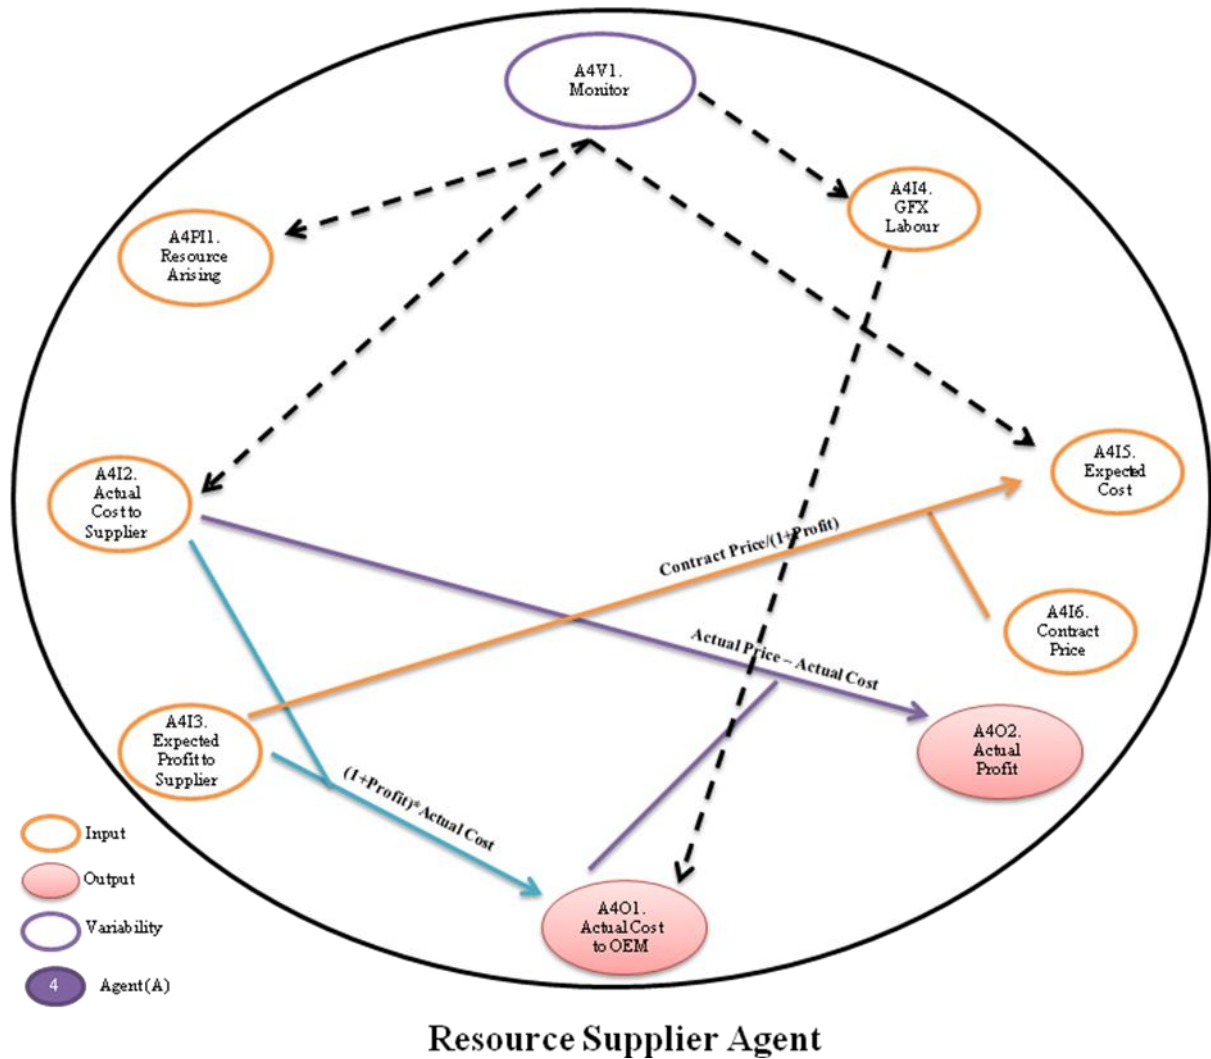 A4V1.
Monitor
A4I4.
GFX
Labour
A4PI1.
Resource
Arising
A4I2.
Actual
Cost to
Supplier
A4I5.
Expected
Cost
Contract Price/(1+Profit)
A4I6.
Contract
Price
Actual Price – Actual Cost
A4I3.
Expected
Profit to
Supplier
A4O2.
Actual
Profit
(1+Profit)*Actual Cost
Input
Output
A4O1.
Actual Cost
to OEM
Variability
4
Agent(A)
Resource Supplier Agent